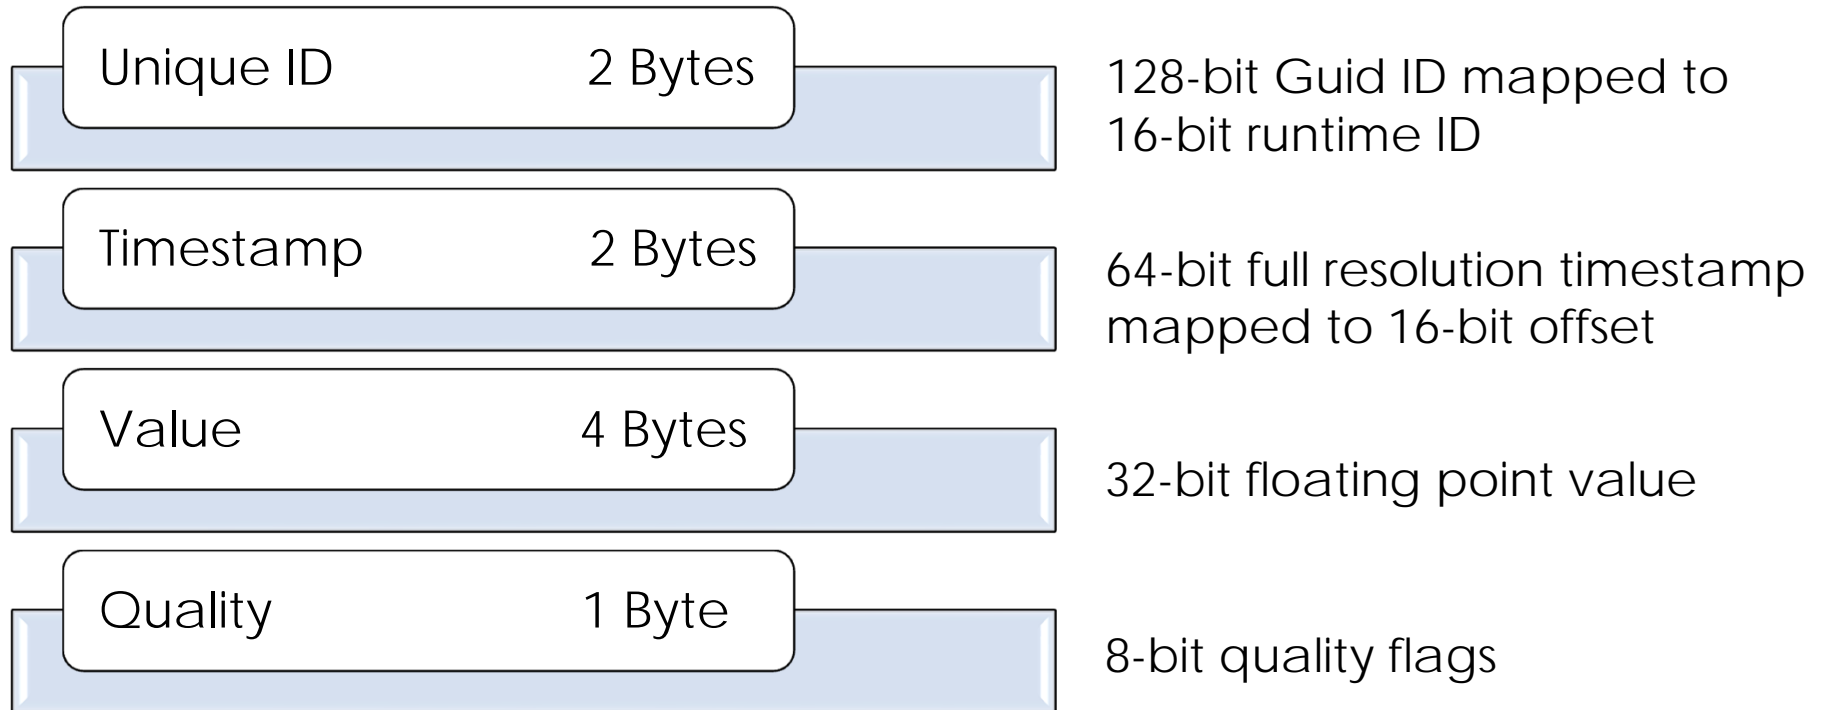 Unique ID 2 Bytes
128-bit Guid ID mapped to
16-bit runtime ID
Timestamp 2 Bytes
64-bit full resolution timestamp
mapped to 16-bit offset
Value 4 Bytes
32-bit floating point value
Quality 1 Byte
8-bit quality flags